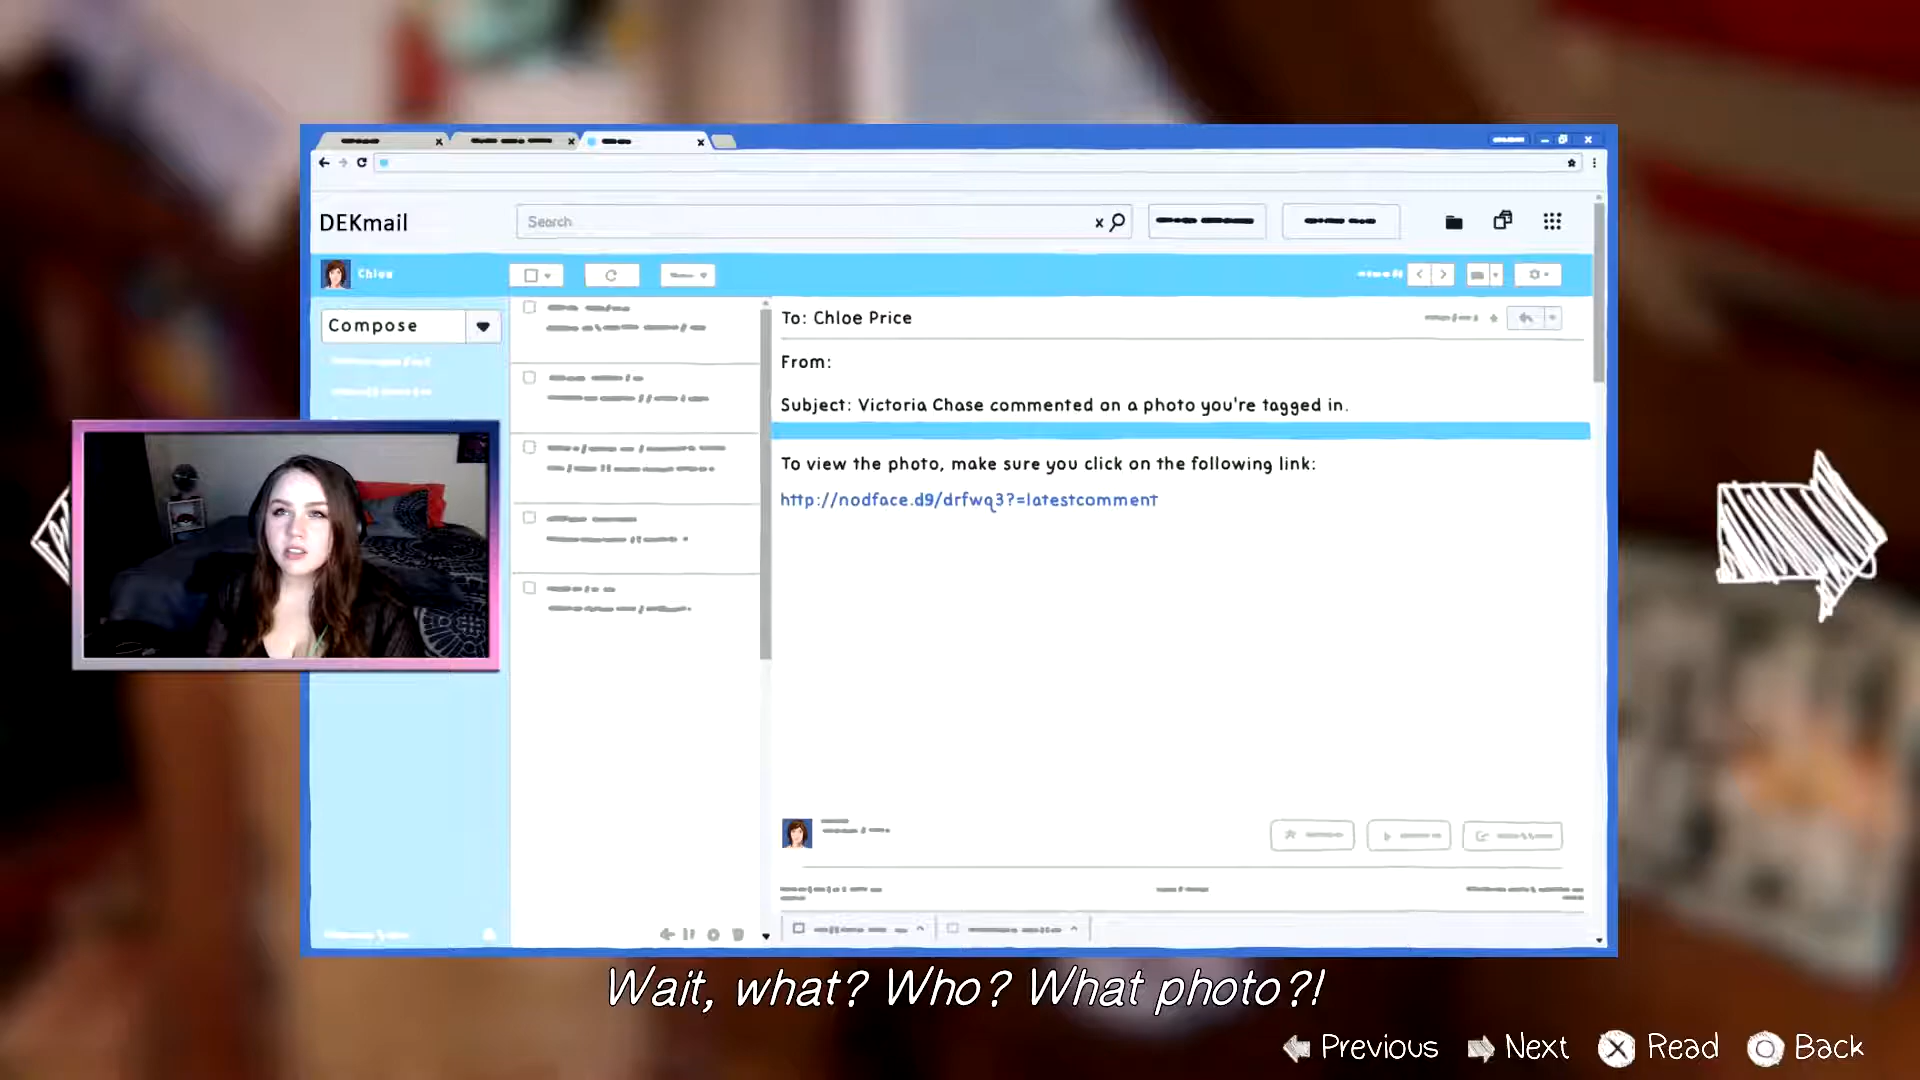 DEKmail
Search
Chloe
Compose
To: Chloe Price
From:
Subject: Victoria Chase commented on a photo you're tagged in.
To view the photo, make sure you click on the following link:
http://nodface.d9/drfwq3?=latestcomment
Wait, what? Who? What photo?!
Previous
Next
Read
Back